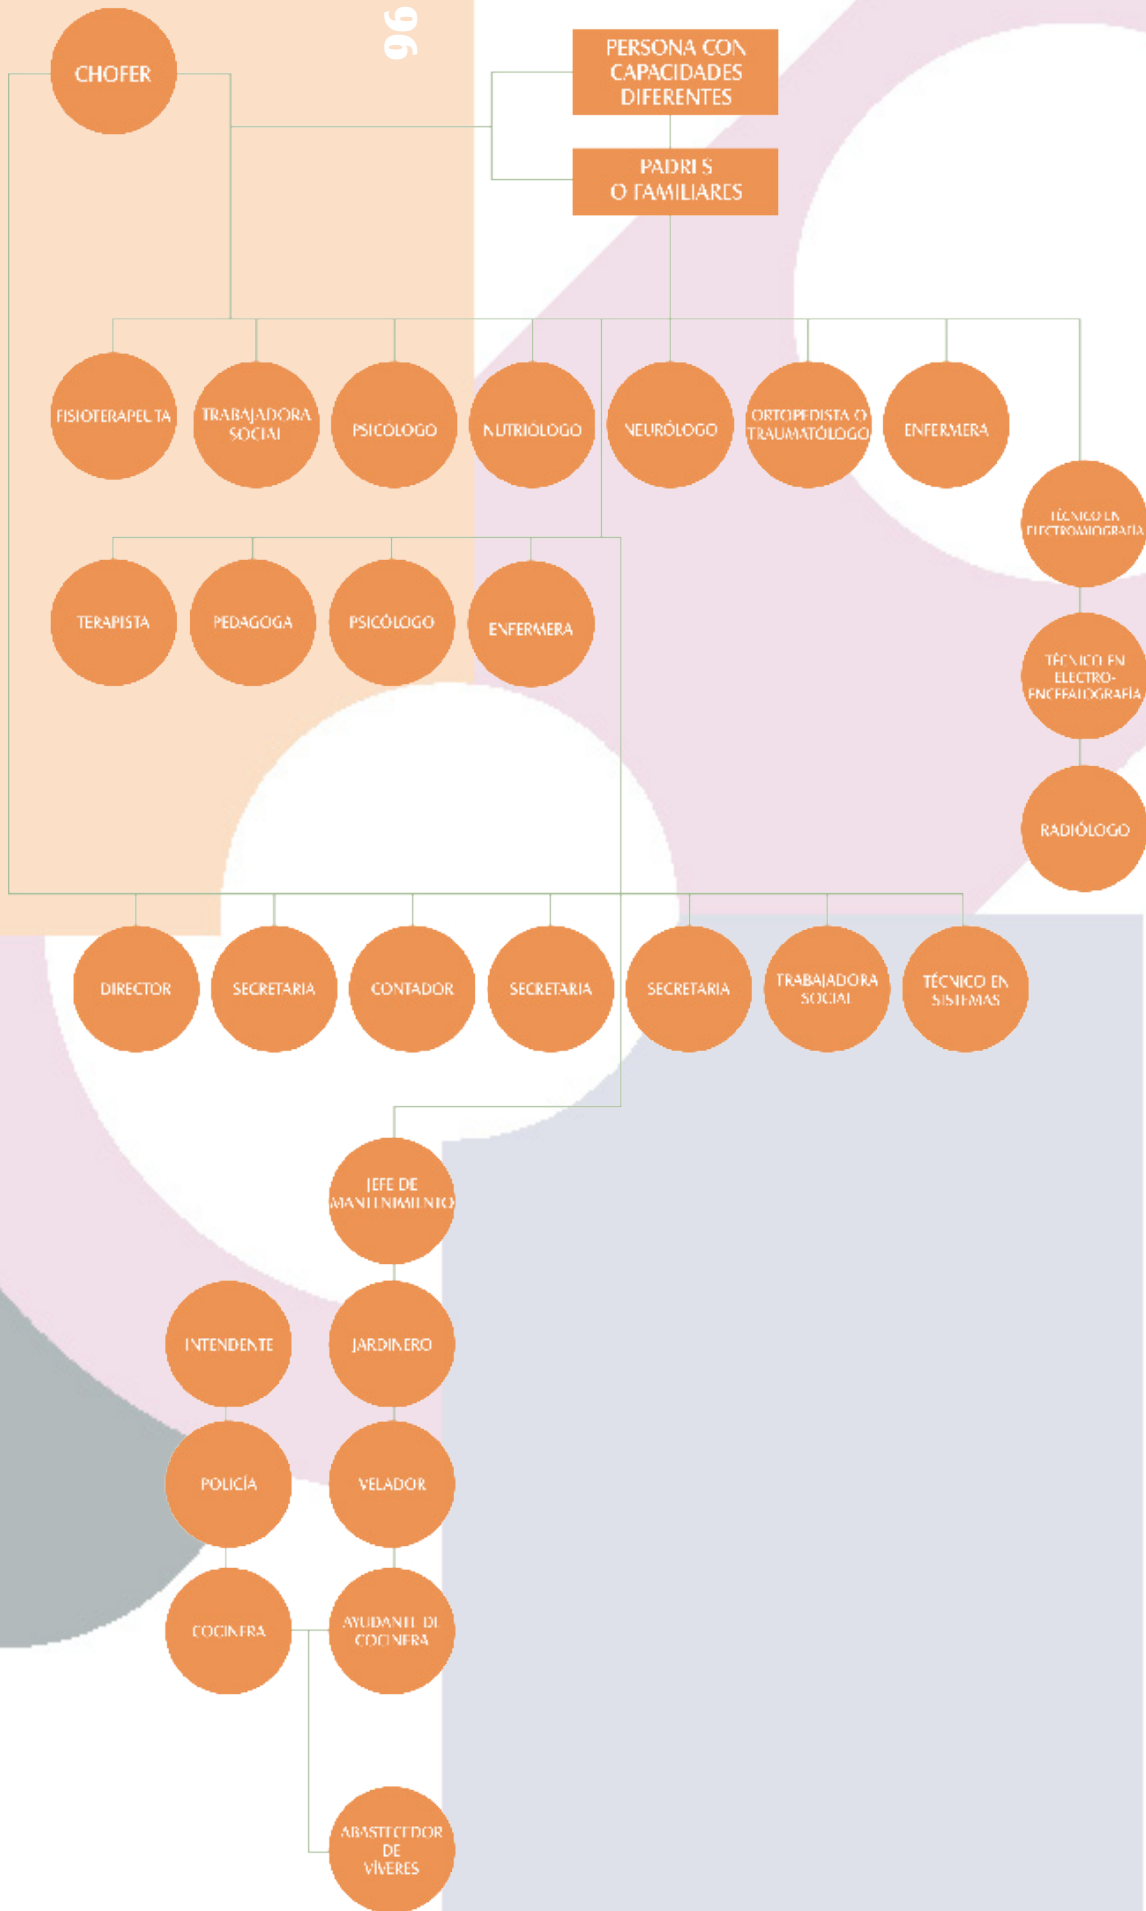 96
CHOFER
PERSONA CON
CAPACIDADES
DIFERENTES
PADRES
O FAMILIARES
FISIOTERAPEUTA
TRABAJADORA
SOCIAL
PSICÓLOGO
NUTRIÓLOGO
NEURÓLOGO
ORTOPEDISTA O
TRAUMATÓLOGO
ENFERMERA
TÉCNICO EN
ELECTROMIOGRAFÍA
TERAPISTA
PEDAGOGA
PSICÓLOGO
ENFERMERA
TÉCNICO EN
ELECTRO-
ENCEFALOGRAFÍA
RADIÓLOGO
DIRECTOR
SECRETARIA
CONTADOR
SECRETARIA
SECRETARIA
TRABAJADORA
SOCIAL
TÉCNICO EN
SISTEMAS
JEFE DE
MANTENIMIENTO
INTENDENTE
JARDINERO
POLICÍA
VELADOR
COCINERA
AYUDANTE DE
COCINERA
ABASTECEDOR
DE
VÍVERES